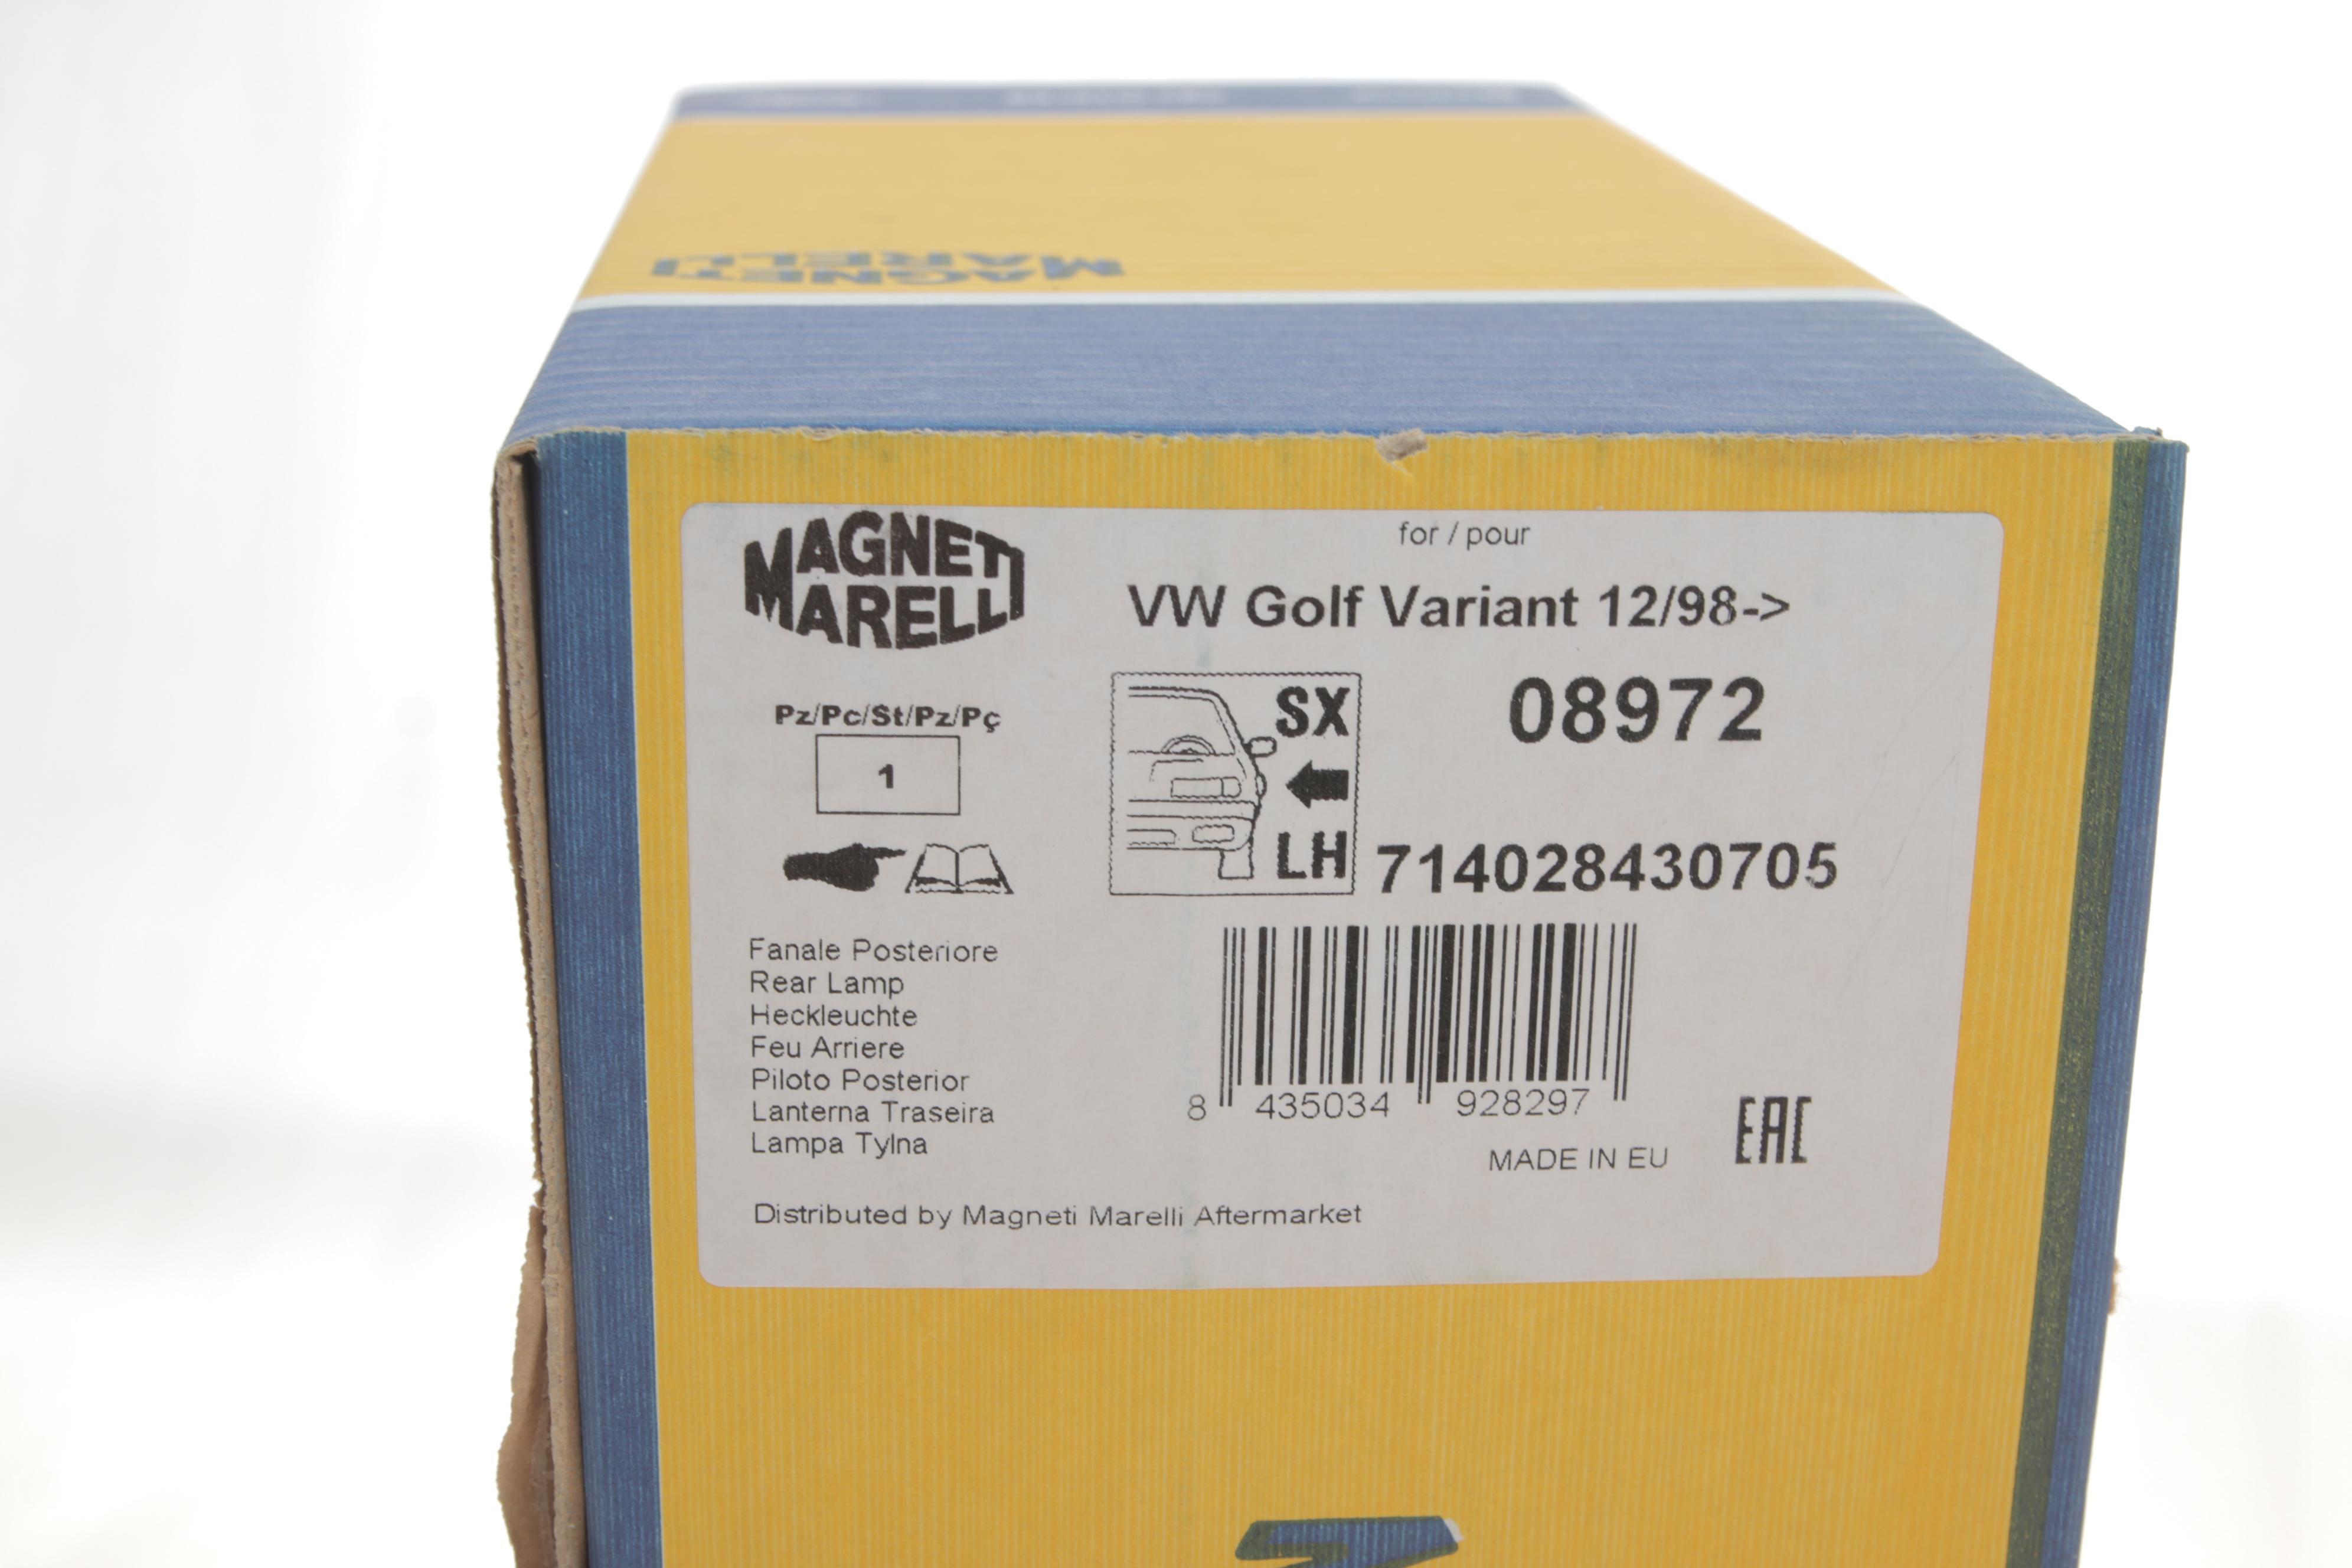 MAGNETI
MARELLI
MAGNETI
MARELLI
for / pour
VW Golf Variant 12/98->
Pz/Pc/St/Pz/Pç
1
SX
LH
08972
714028430705
Fanale Posteriore
Rear Lamp
Heckleuchte
Feu Arriere
Piloto Posterior
Lanterna Traseira
Lampa Tylna
8 435034 928297
MADE IN EU
EAC
Distributed by Magneti Marelli Aftermarket